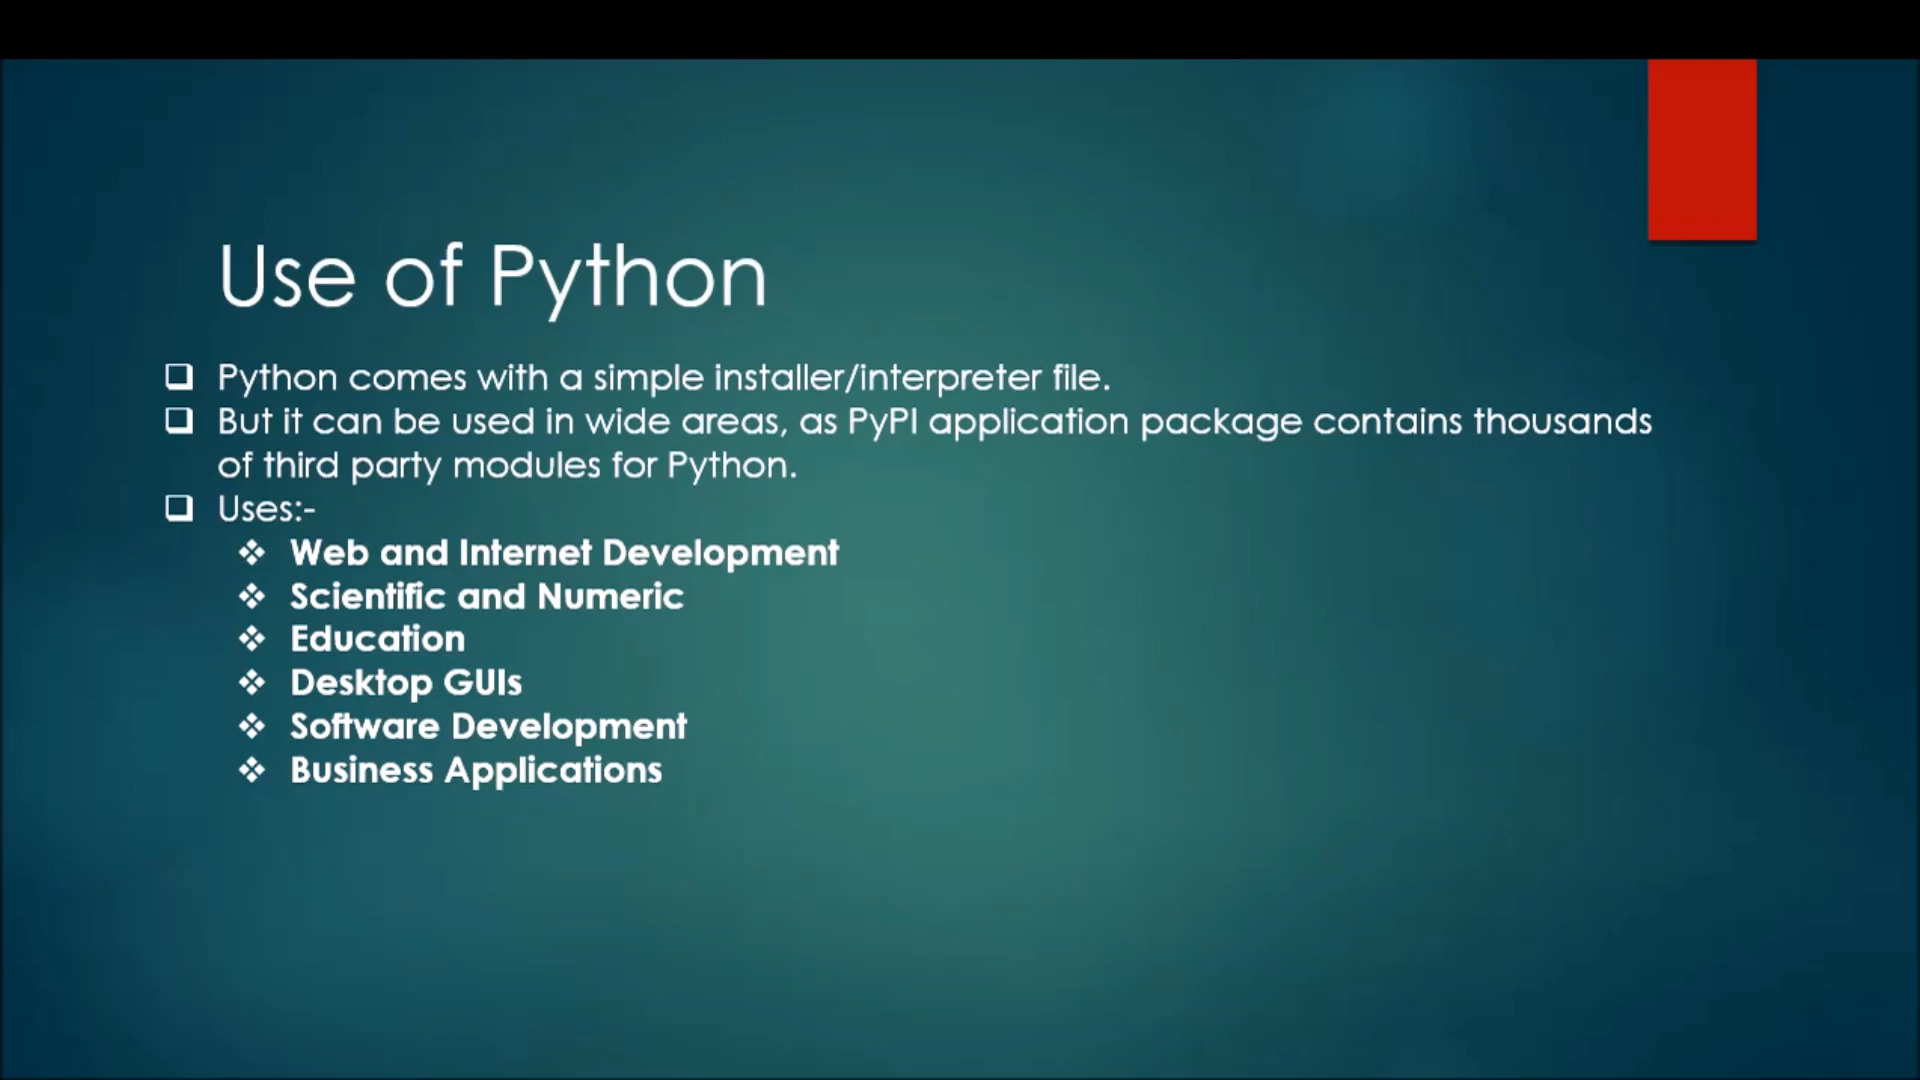 Use of Python
Python comes with a simple installer/interpreter file.
But it can be used in wide areas, as PyPI application package contains thousands
of third party modules for Python.
Uses:-
Web and Internet Development
Scientific and Numeric
Education
Desktop GUIs
Software Development
Business Applications